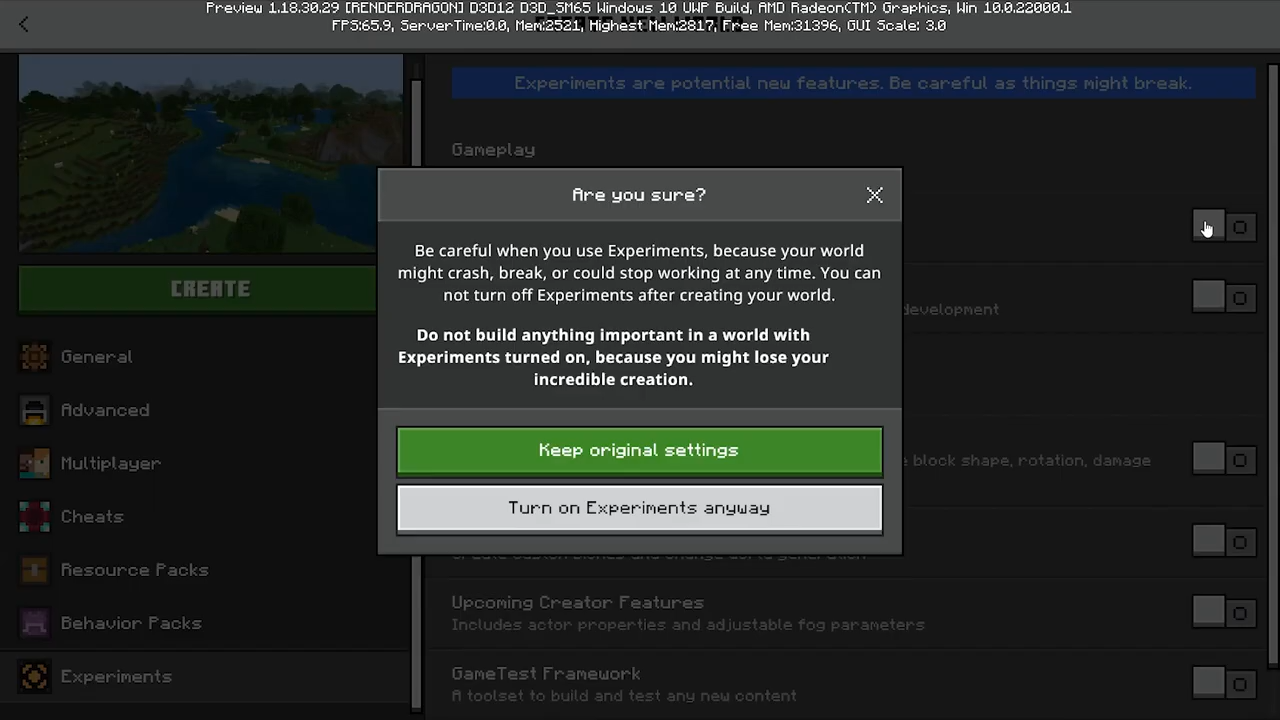 Preview 1.18.30.29 [RENDERDRAGON] D3D12 D3D_SM65 Windows 10 UWP Build, AMD Radeon(TM) Graphics, Win 10.0.22000.1
FPS:65.9, ServerTime:0.0, Mem:2521, Highest Mem:2817, Free Mem:31396, GUI Scale: 3.0
Experiments are potential new features. Be careful as things might break.
Gameplay
Are you sure?
Be careful when you use Experiments, because your world
might crash, break, or could stop working at any time. You can
not turn off Experiments after creating your world.
Do not build anything important in a world with
Experiments turned on, because you might lose your
incredible creation.
Keep original settings
Turn on Experiments anyway
CREATE
General
Advanced
Multiplayer
Cheats
Resource Packs
Behavior Packs
Experiments
development
block shape, rotation, damage
Upcoming Creator Features
Includes actor properties and adjustable fog parameters
GameTest Framework
A toolset to build and test any new content